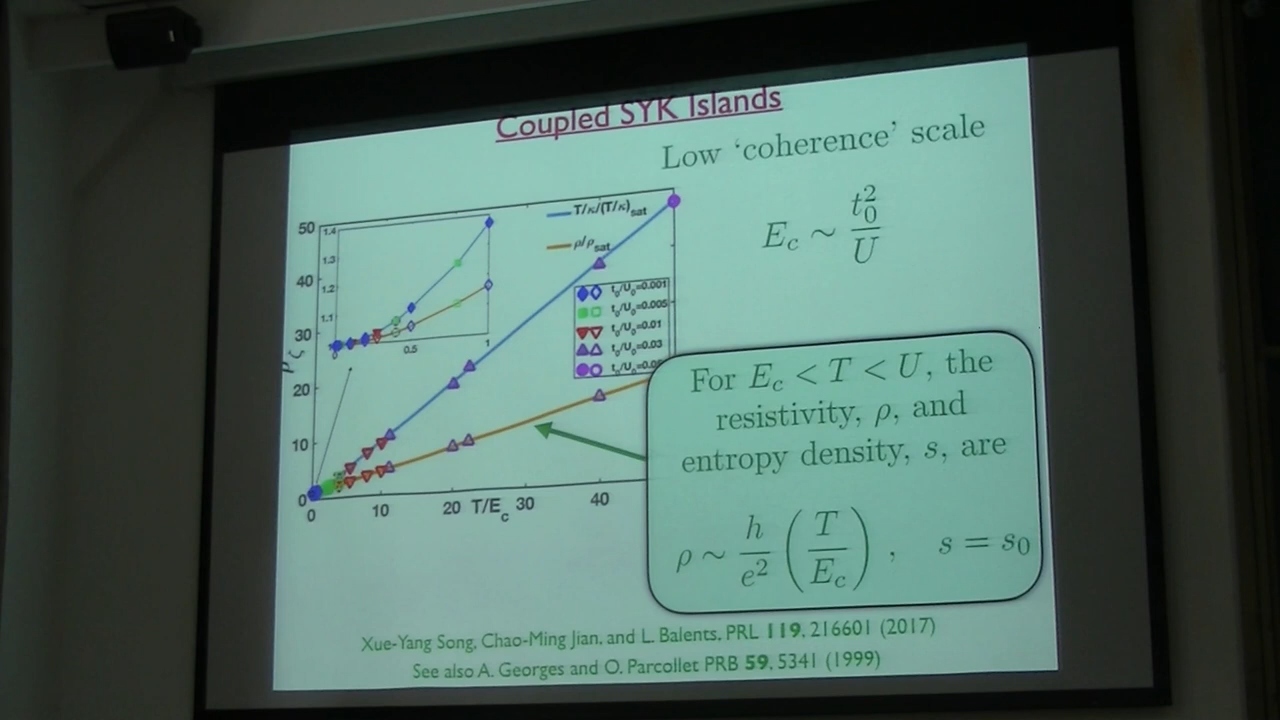 Coupled SYK Islands
Low ‘coherence’ scale
E_c ∼ t_0^2 / U
50
40
30
20
10
0
0
10
20
T/E_c
30
40
1.4
1.3
1.2
1.1
1
0.5
1
T/κ/(T/κ)_sat
ρ/ρ_sat
t_0/U_0=0.001
t_0/U_0=0.005
t_0/U_0=0.01
t_0/U_0=0.03
For E_c < T < U, the
resistivity, ρ, and
entropy density, s, are
ρ ∼ h/e^2 (T/E_c) , s = s_0
Xue-Yang Song, Chao-Ming Jian, and L. Balents, PRL 119, 216601 (2017)
See also A. Georges and O. Parcollet PRB 59, 5341 (1999)